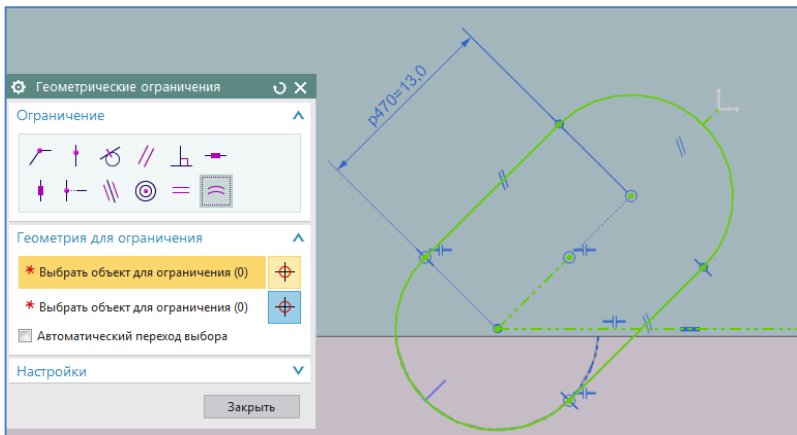 Геометрические ограничения
Ограничение
Геометрия для ограничения
* Выбрать объект для ограничения (0)
* Выбрать объект для ограничения (0)
Автоматический переход выбора
Настройки
Закрыть
p470=13,0